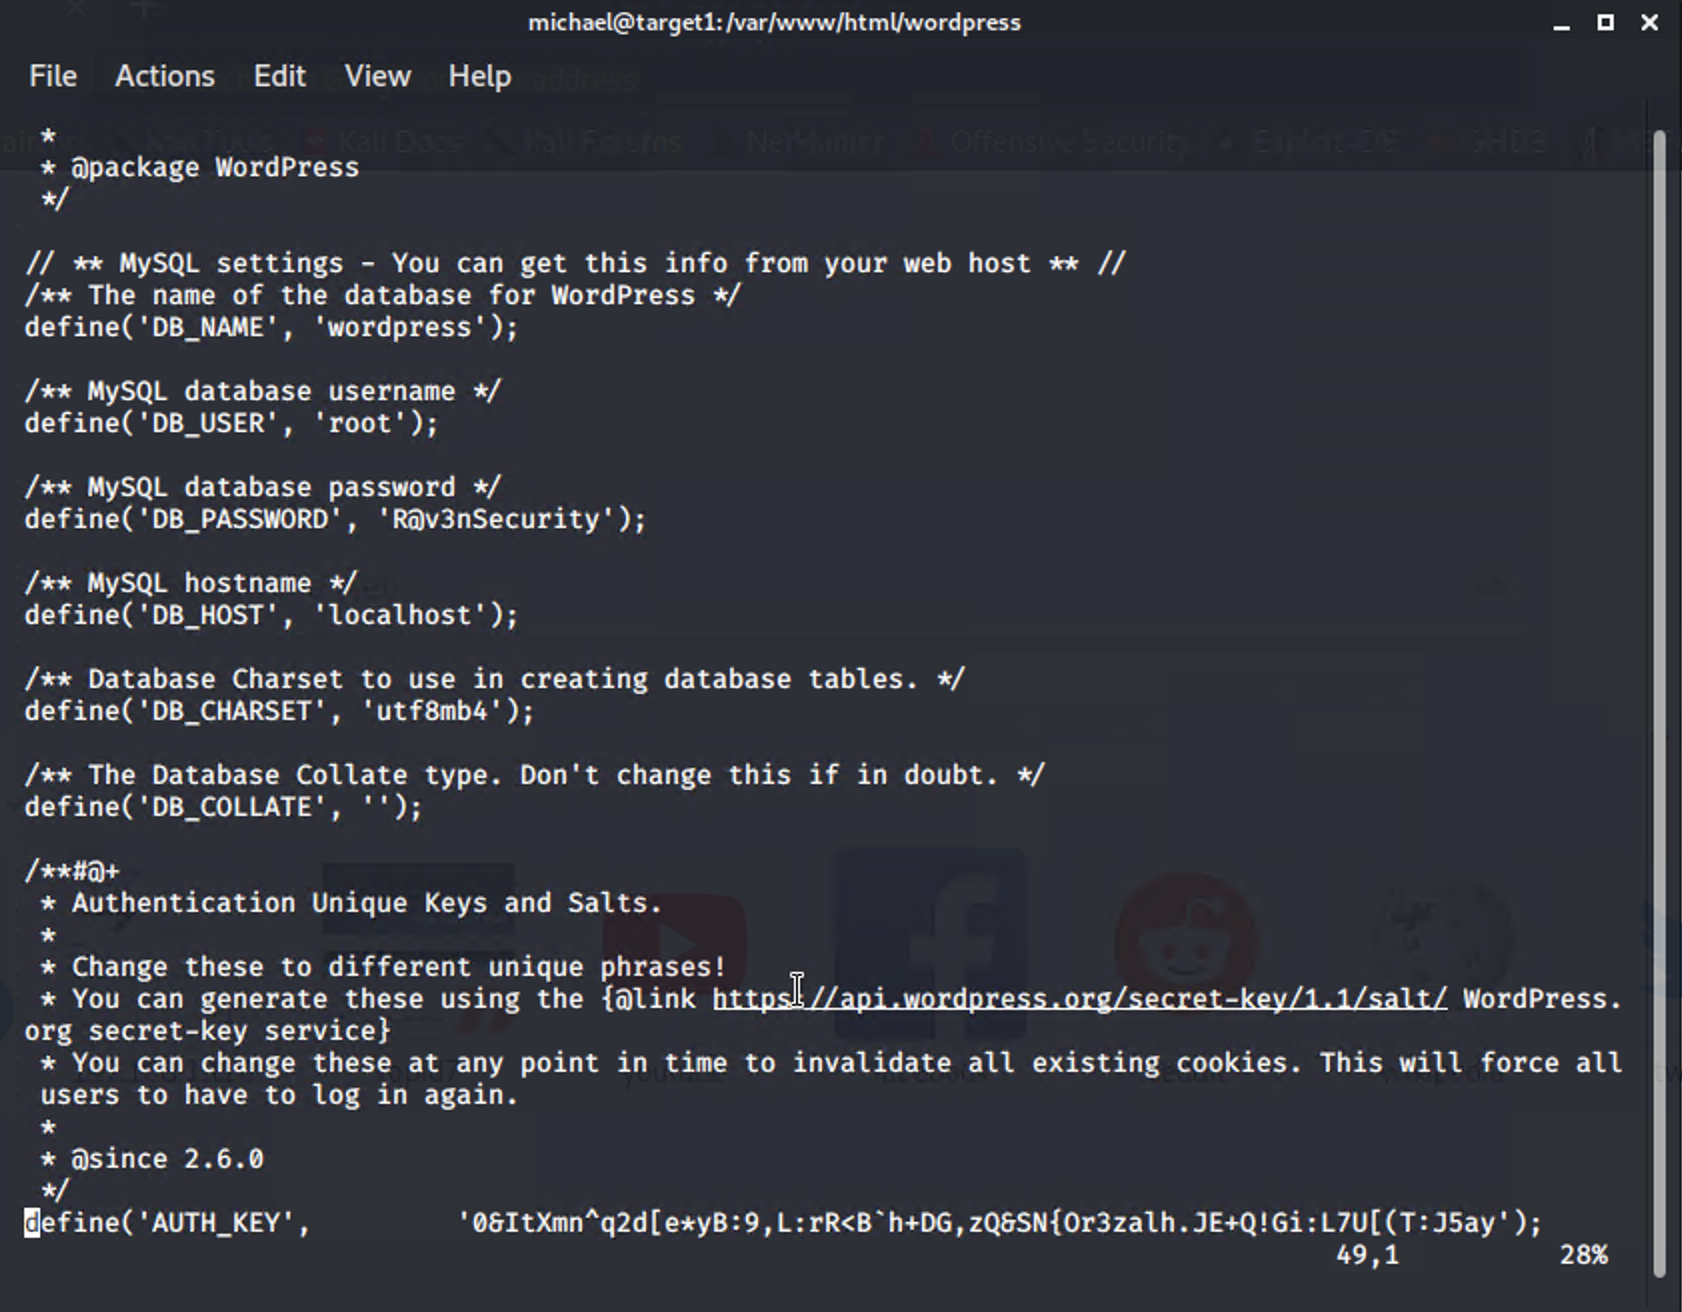 michael@target1:/var/www/html/wordpress
File Actions Edit View Help
*
* @package WordPress
*/
// ** MySQL settings - You can get this info from your web host ** //
/** The name of the database for WordPress */
define('DB_NAME', 'wordpress');
/** MySQL database username */
define('DB_USER', 'root');
/** MySQL database password */
define('DB_PASSWORD', 'R@v3nSecurity');
/** MySQL hostname */
define('DB_HOST', 'localhost');
/** Database Charset to use in creating database tables. */
define('DB_CHARSET', 'utf8mb4');
/** The Database Collate type. Don't change this if in doubt. */
define('DB_COLLATE', '');
/**#@+
* Authentication Unique Keys and Salts.
*
* Change these to different unique phrases!
* You can generate these using the {@link https://api.wordpress.org/secret-key/1.1/salt/ WordPress.
org secret-key service}
* You can change these at any point in time to invalidate all existing cookies. This will force all
users to have to log in again.
*
* @since 2.6.0
*/
define('AUTH_KEY', '0&ItXmn^q2d[e*yB:9,L:rR<B`h+DG,zQ&SN{Or3zalh.JE+Q!Gi:L7U[(T:J5ay');
49,1 28%